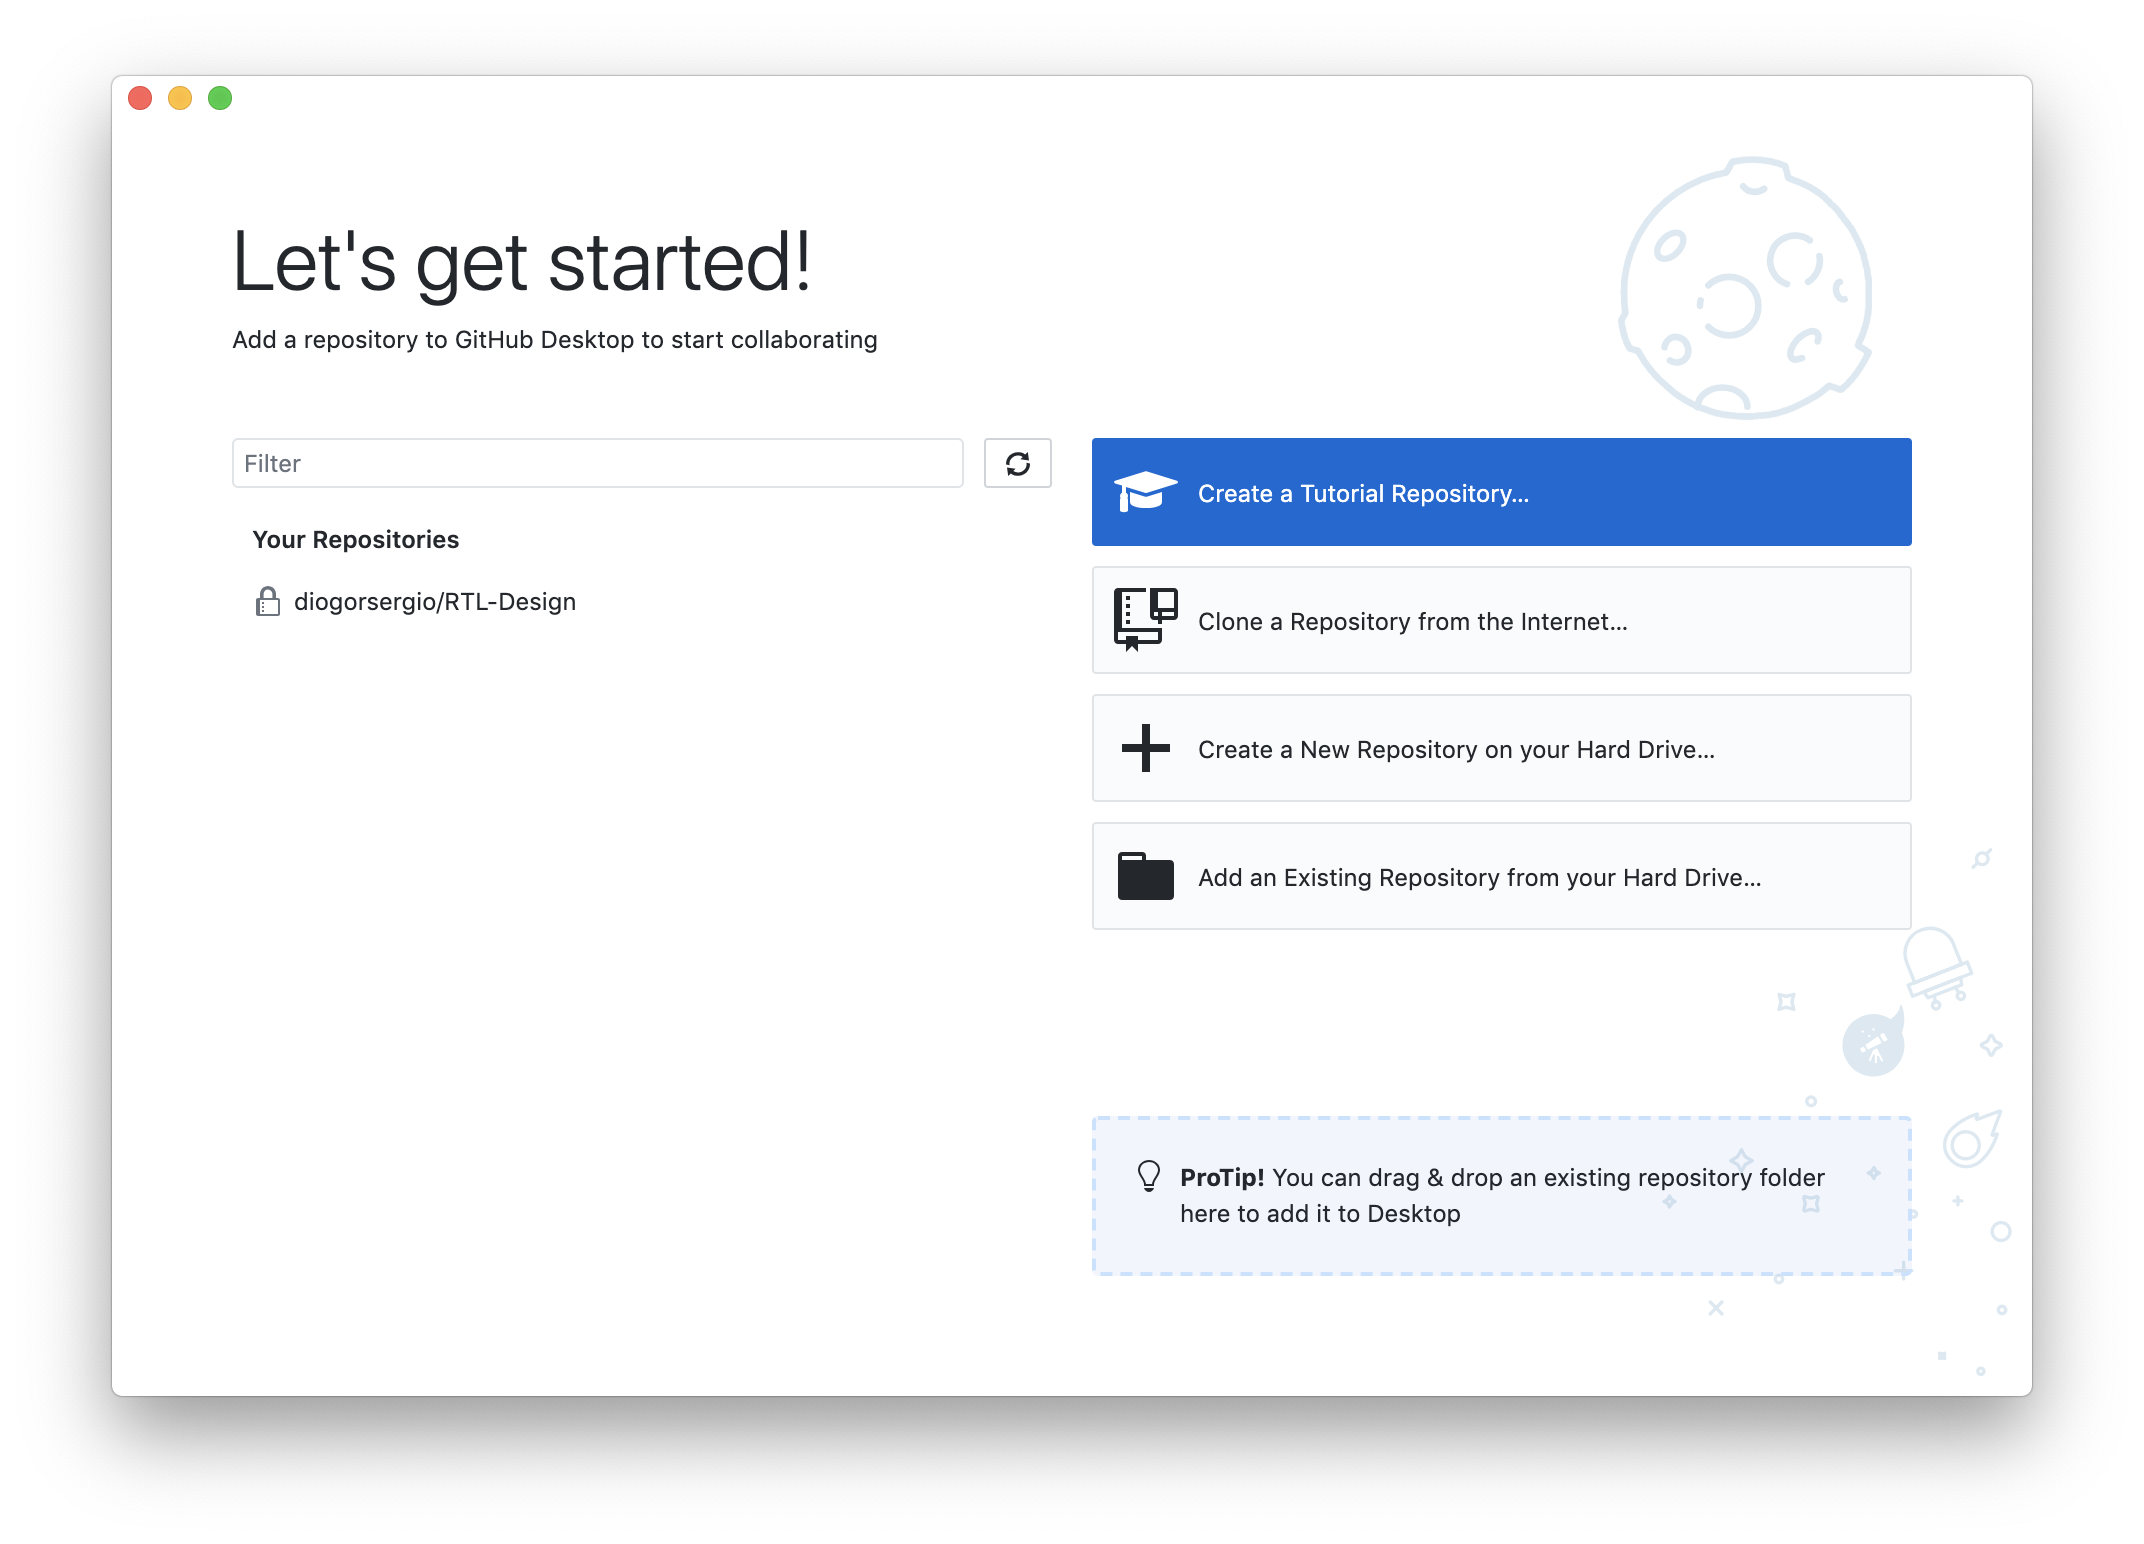 Let's get started!
Add a repository to GitHub Desktop to start collaborating
Filter
Your Repositories
diogorsergio/RTL-Design
Create a Tutorial Repository...
Clone a Repository from the Internet...
Create a New Repository on your Hard Drive...
Add an Existing Repository from your Hard Drive...
ProTip! You can drag & drop an existing repository folder
here to add it to Desktop